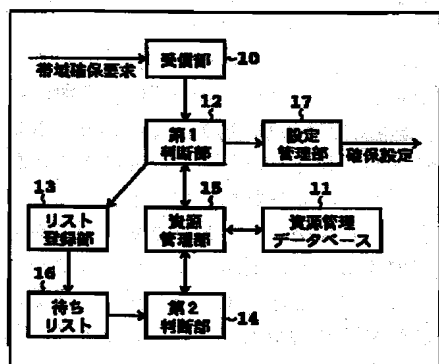 受信部
10
帯域確保要求
12
17
第1
判断部
設定
管理部
確保設定
13
15
11
リスト
登録部
資源
管理部
資源管理
データベース
16
待ち
リスト
第2
判断部
14